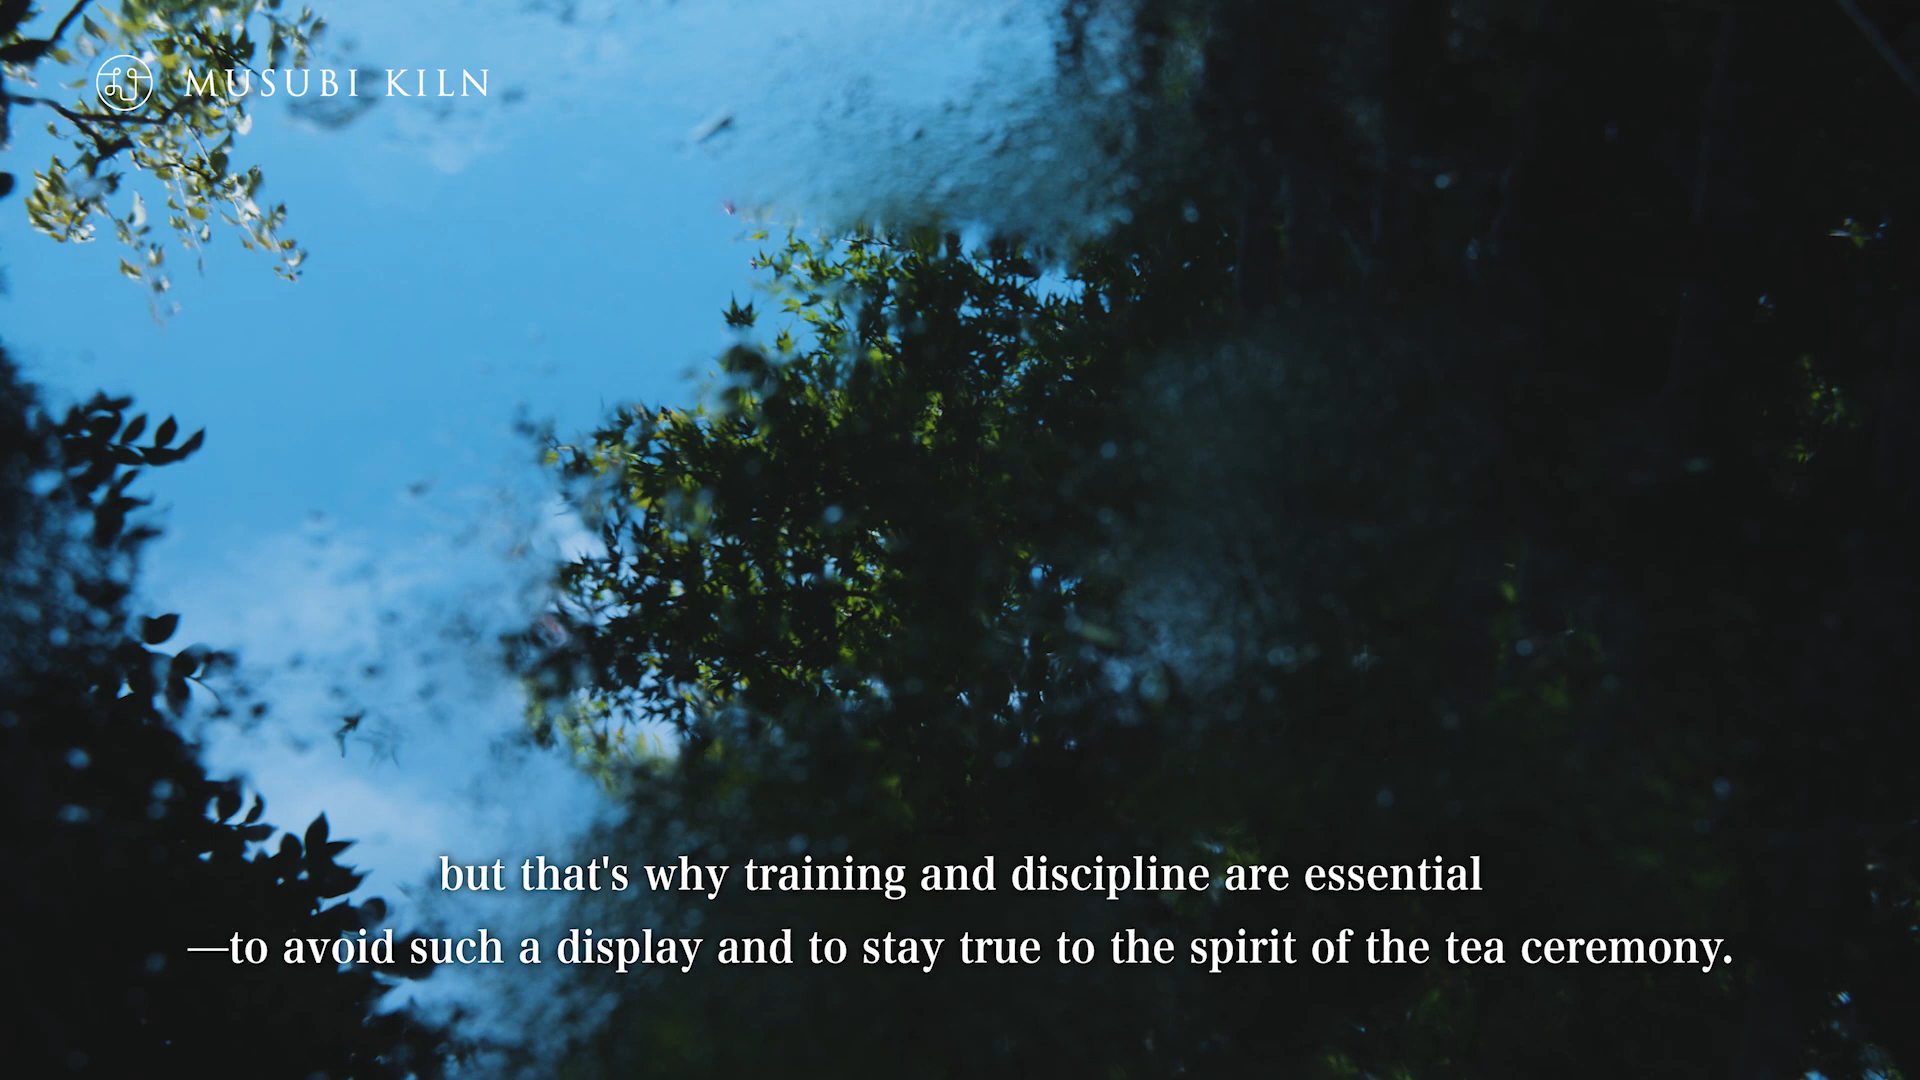 MUSUBI KILN
but that's why training and discipline are essential
—to avoid such a display and to stay true to the spirit of the tea ceremony.